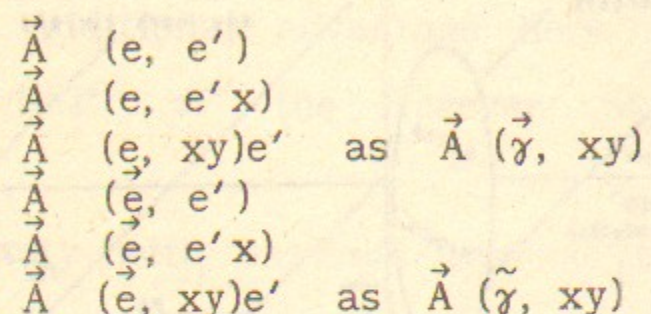 A⃗ (e, e′)
A⃗ (e, e′x)
A⃗ (e, xy)e′ as A⃗ (γ⃗, xy)
A⃗ (e⃗, e′)
A⃗ (e⃗, e′x)
A⃗ (e⃗, xy)e′ as A⃗ (γ̃, xy)